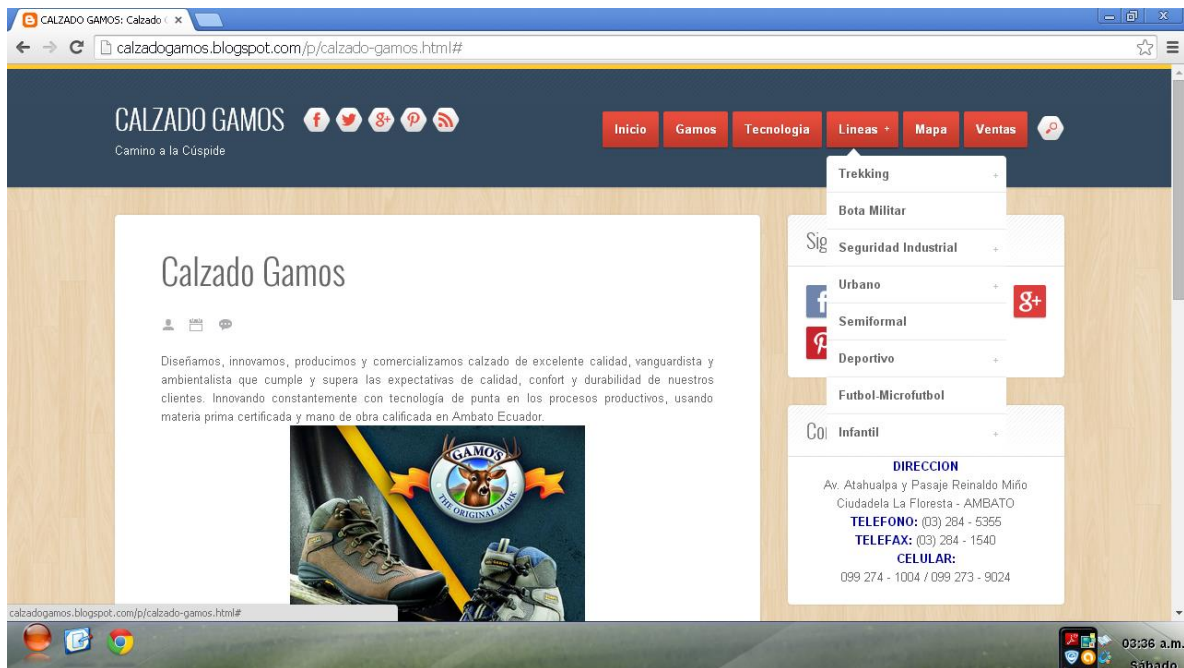 CALZADO GAMOS: Calzado
calzadogamos.blogspot.com/p/calzado-gamos.html#
CALZADO GAMOS
Camino a la Cúspide
Inicio
Gamos
Tecnologia
Lineas +
Mapa
Ventas
Trekking +
Bota Militar
Seguridad Industrial +
Urbano +
Semiformal
Deportivo +
Futbol-Microfutbol
Infantil +
Calzado Gamos
Diseñamos, innovamos, producimos y comercializamos calzado de excelente calidad, vanguardista y
ambientalista que cumple y supera las expectativas de calidad, confort y durabilidad de nuestros
clientes. Innovando constantemente con tecnología de punta en los procesos productivos, usando
materia prima certificada y mano de obra calificada en Ambato Ecuador.
GAMO'S
THE ORIGINAL MARK
Sig
Co
DIRECCION
Av. Atahualpa y Pasaje Reinaldo Miño
Ciudadela La Floresta - AMBATO
TELEFONO: (03) 284 - 5355
TELEFAX: (03) 284 - 1540
CELULAR:
099 274 - 1004 / 099 273 - 9024
calzadogamos.blogspot.com/p/calzado-gamos.html#
03:36 a.m.
Sábado